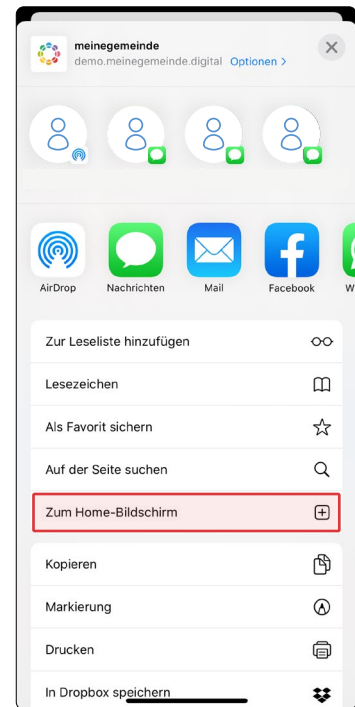 meinegemeinde
demo.meinegemeinde.digital Optionen >
AirDrop
Nachrichten
Mail
Facebook
Zur Leseliste hinzufügen
Lesezeichen
Als Favorit sichern
Auf der Seite suchen
Zum Home-Bildschirm
Kopieren
Markierung
Drucken
In Dropbox speichern